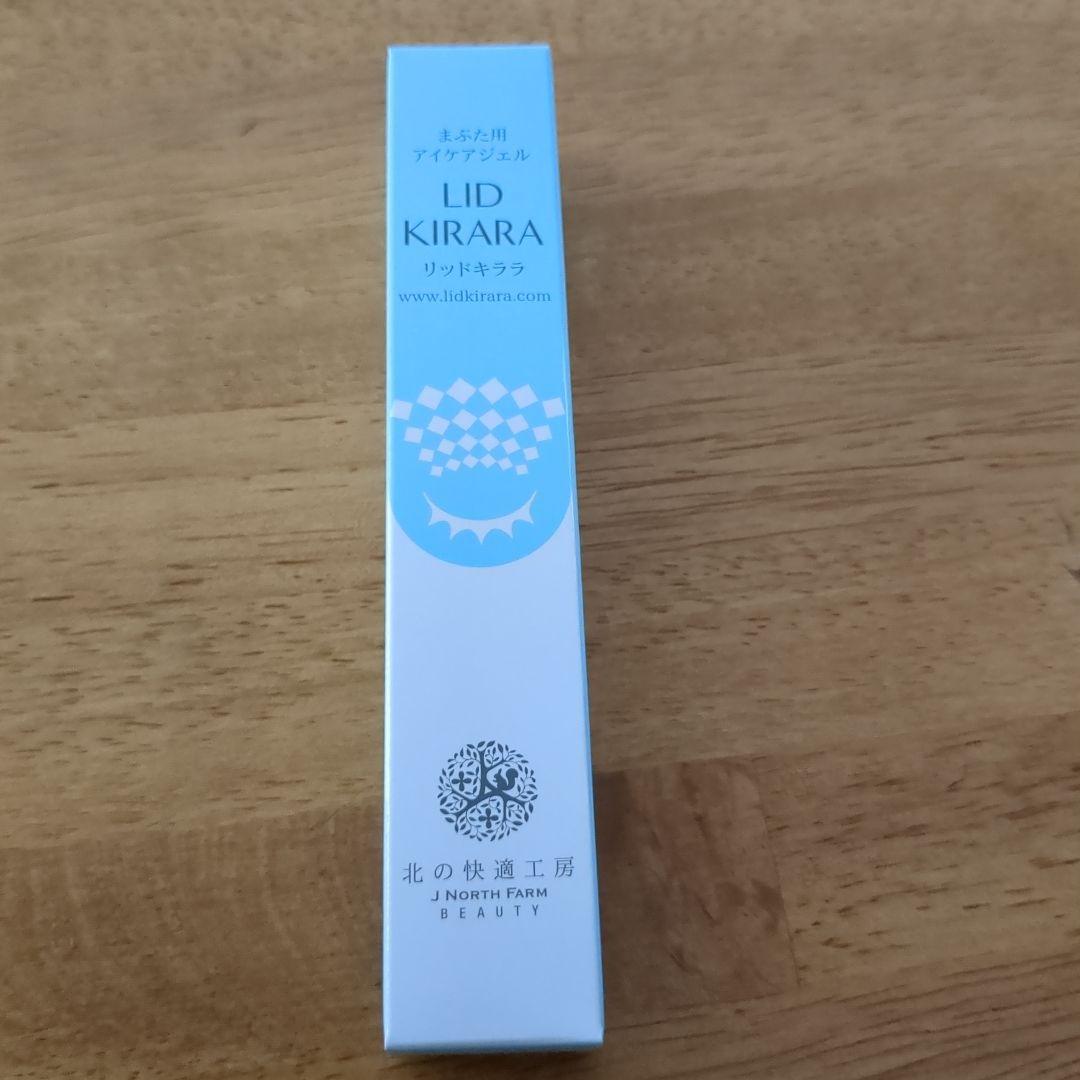 まぶた用
アイケアジェル
LID
KIRARA
リッドキララ
www.lidkirara.com
北の快適工房
J NORTH FARM
BEAUTY